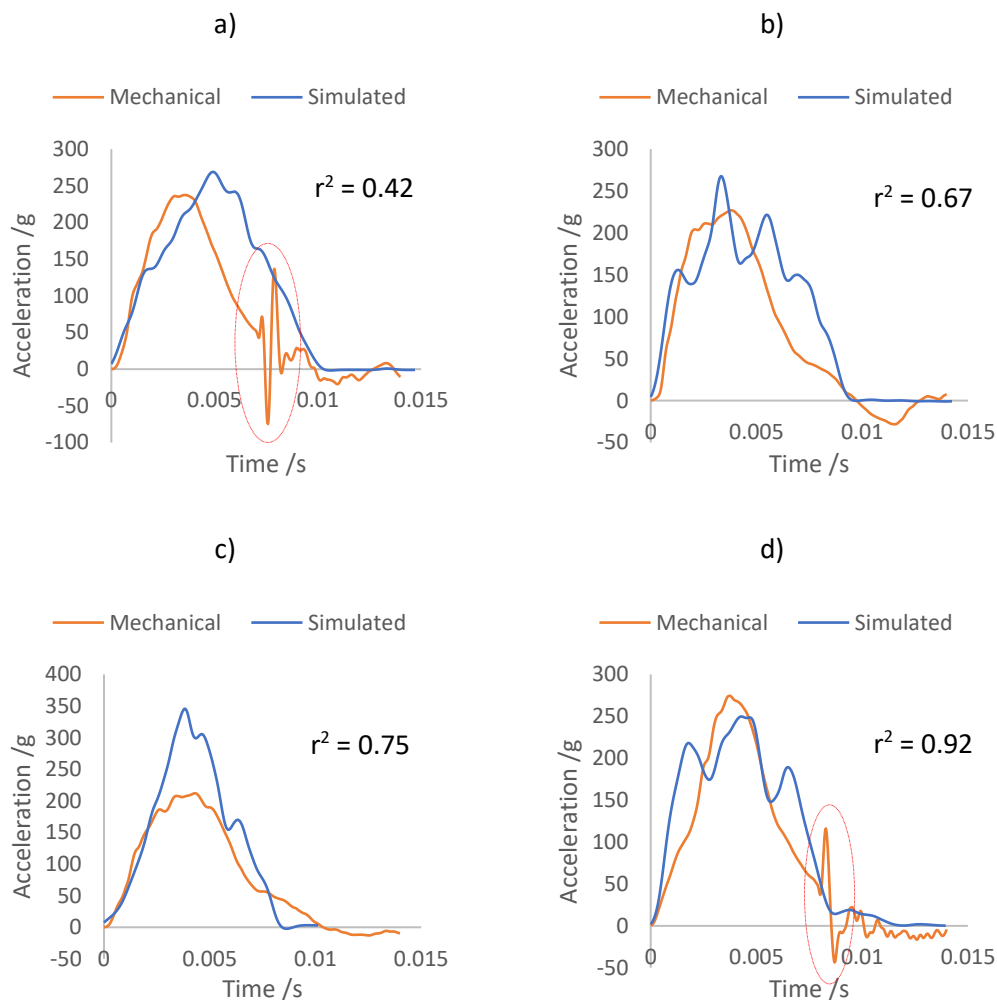 a)
Mechanical Simulated
300
250
200
150
100
50
0
-50
-100
0 0.005 0.01 0.015
Acceleration /g
Time /s
r² = 0.42
b)
Mechanical Simulated
300
250
200
150
100
50
0
-50
0 0.005 0.01 0.015
Acceleration /g
Time /s
r² = 0.67
c)
Mechanical Simulated
400
350
300
250
200
150
100
50
0
-50
0 0.005 0.01 0.015
Acceleration /g
Time /s
r² = 0.75
d)
Mechanical Simulated
300
250
200
150
100
50
0
-50
0 0.005 0.01 0.015
Acceleration /g
Time /s
r² = 0.92